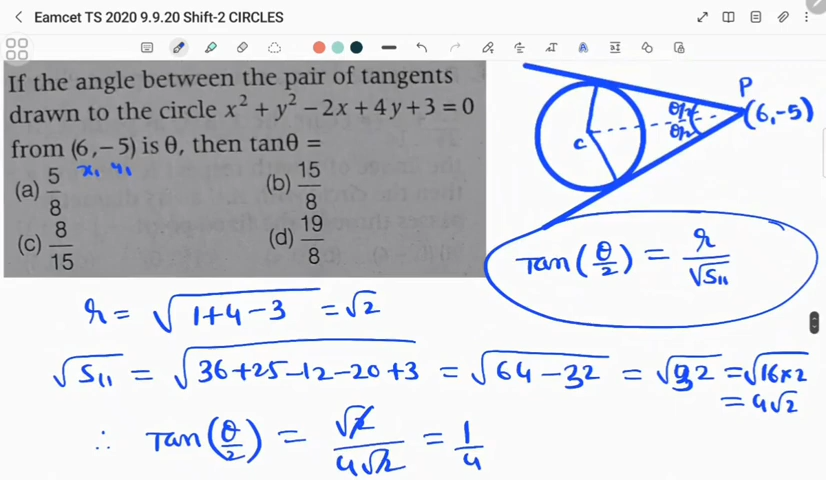 Eamcet TS 2020 9.9.20 Shift-2 CIRCLES
If the angle between the pair of tangents
drawn to the circle x² + y² − 2x + 4y + 3 = 0
from (6, −5) is θ, then tanθ =
x₁ y₁
(a) 5/8
(b) 15/8
(c) 8/15
(d) 19/8
P
(6,-5)
θ/2
θ/2
C
Tan(θ/2) = r/√S₁₁
r = √(1+4−3) = √2
√S₁₁ = √(36+25−12−20+3) = √(64−32) = √32 = √(16×2)
= 4√2
∴ Tan(θ/2) = √2/4√2 = 1/4